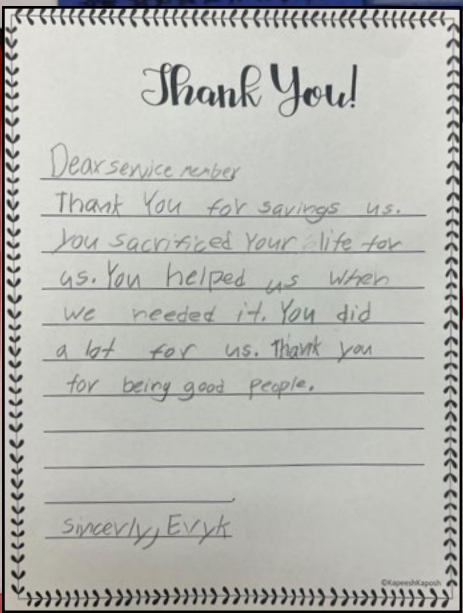 Thank You!
Dear service member
Thank You for savings us.
You sacrificed Your life for
us. You helped us when
we needed it. You did
a lot for us. Thank you
for being good people.
Sincerly, Evyk
©KapeeshKaposh